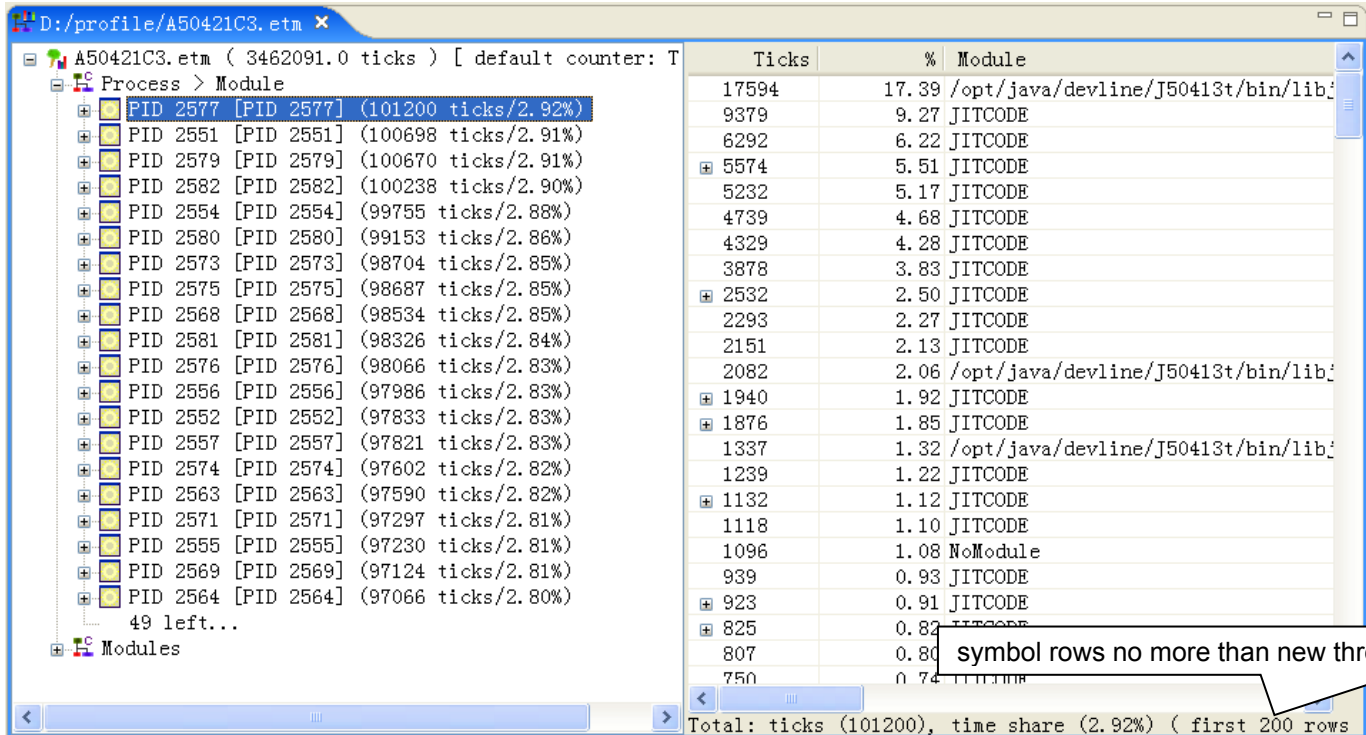 D:/profile/A50421C3.etm
A50421C3.etm ( 3462091.0 ticks ) [ default counter: T
Process > Module
PID 2577 [PID 2577] (101200 ticks/2.92%)
PID 2551 [PID 2551] (100698 ticks/2.91%)
PID 2579 [PID 2579] (100670 ticks/2.91%)
PID 2582 [PID 2582] (100238 ticks/2.90%)
PID 2554 [PID 2554] (99755 ticks/2.88%)
PID 2580 [PID 2580] (99153 ticks/2.86%)
PID 2573 [PID 2573] (98704 ticks/2.85%)
PID 2575 [PID 2575] (98687 ticks/2.85%)
PID 2568 [PID 2568] (98534 ticks/2.85%)
PID 2581 [PID 2581] (98326 ticks/2.84%)
PID 2576 [PID 2576] (98066 ticks/2.83%)
PID 2556 [PID 2556] (97986 ticks/2.83%)
PID 2552 [PID 2552] (97833 ticks/2.83%)
PID 2557 [PID 2557] (97821 ticks/2.83%)
PID 2574 [PID 2574] (97602 ticks/2.82%)
PID 2563 [PID 2563] (97590 ticks/2.82%)
PID 2571 [PID 2571] (97297 ticks/2.81%)
PID 2555 [PID 2555] (97230 ticks/2.81%)
PID 2569 [PID 2569] (97124 ticks/2.81%)
PID 2564 [PID 2564] (97066 ticks/2.80%)
49 left...
Modules
Ticks % Module
17594 17.39 /opt/java/devline/J50413t/bin/libj
9379 9.27 JITCODE
6292 6.22 JITCODE
5574 5.51 JITCODE
5232 5.17 JITCODE
4739 4.68 JITCODE
4329 4.28 JITCODE
3878 3.83 JITCODE
2532 2.50 JITCODE
2293 2.27 JITCODE
2151 2.13 JITCODE
2082 2.06 /opt/java/devline/J50413t/bin/libj
1940 1.92 JITCODE
1876 1.85 JITCODE
1337 1.32 /opt/java/devline/J50413t/bin/libj
1239 1.22 JITCODE
1132 1.12 JITCODE
1118 1.10 JITCODE
1096 1.08 NoModule
939 0.93 JITCODE
923 0.91 JITCODE
825 0.82 JITCODE
807 0.80
750 0.74 JITCODE
symbol rows no more than new thre
Total: ticks (101200), time share (2.92%) ( first 200 rows